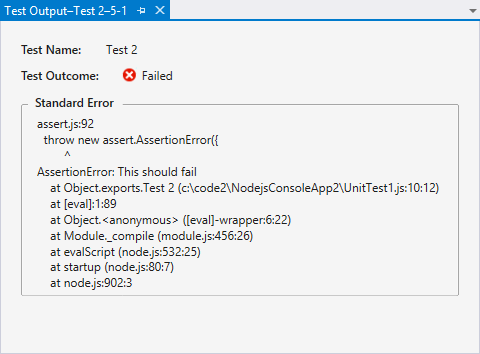 Test Output–Test 2–5-1
Test Name: Test 2
Test Outcome: Failed
Standard Error
assert.js:92
throw new assert.AssertionError({
^
AssertionError: This should fail
at Object.exports.Test 2 (c:\code2\NodejsConsoleApp2\UnitTest1.js:10:12)
at [eval]:1:89
at Object.<anonymous> ([eval]-wrapper:6:22)
at Module._compile (module.js:456:26)
at evalScript (node.js:532:25)
at startup (node.js:80:7)
at node.js:902:3